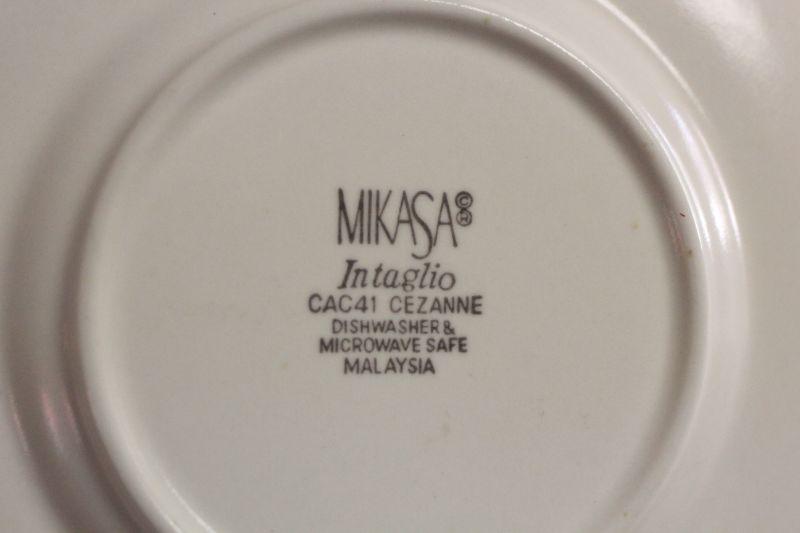 MIKASA©®
Intaglio
CAC41 CEZANNE
DISHWASHER &
MICROWAVE SAFE
MALAYSIA